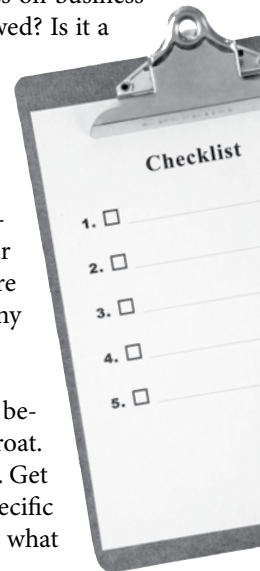 on business
wed? Is it a
Checklist
1.
-
2.
re
3.
ny
4.
5.
be-
roat.
. Get
ecific
what